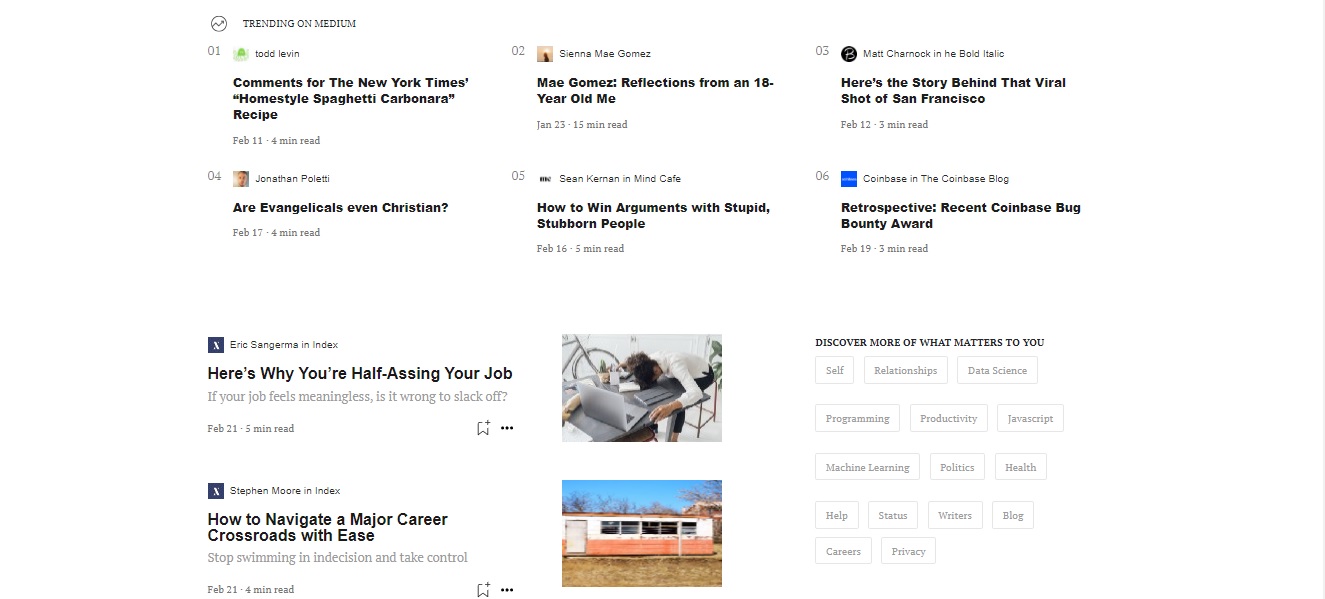 TRENDING ON MEDIUM
01
todd levin
Comments for The New York Times’
“Homestyle Spaghetti Carbonara”
Recipe
Feb 11 · 4 min read
02
Sienna Mae Gomez
Mae Gomez: Reflections from an 18-
Year Old Me
Jan 23 · 15 min read
03
Matt Charnock in he Bold Italic
Here’s the Story Behind That Viral
Shot of San Francisco
Feb 12 · 3 min read
04
Jonathan Poletti
Are Evangelicals even Christian?
Feb 17 · 4 min read
05
Sean Kernan in Mind Cafe
How to Win Arguments with Stupid,
Stubborn People
Feb 16 · 5 min read
06
Coinbase in The Coinbase Blog
Retrospective: Recent Coinbase Bug
Bounty Award
Feb 19 · 3 min read
Eric Sangerma in Index
Here’s Why You’re Half-Assing Your Job
If your job feels meaningless, is it wrong to slack off?
Feb 21 · 5 min read
Stephen Moore in Index
How to Navigate a Major Career
Crossroads with Ease
Stop swimming in indecision and take control
Feb 21 · 4 min read
DISCOVER MORE OF WHAT MATTERS TO YOU
Self Relationships Data Science
Programming Productivity Javascript
Machine Learning Politics Health
Help Status Writers Blog
Careers Privacy